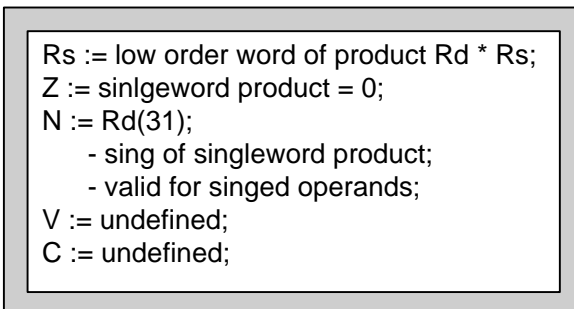 Rs := low order word of product Rd * Rs;
Z := sinlgeword product = 0;
N := Rd(31);
- sing of singleword product;
- valid for singed operands;
V := undefined;
C := undefined;